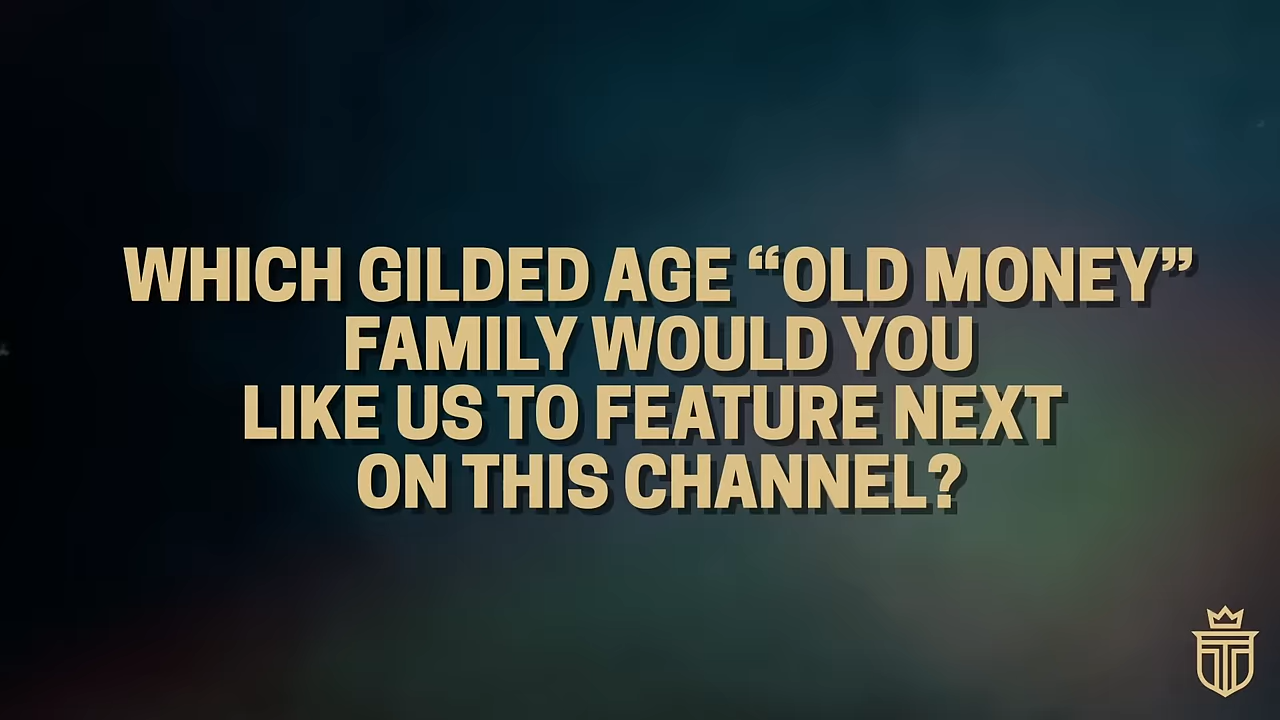 WHICH GILDED AGE “OLD MONEY”
FAMILY WOULD YOU
LIKE US TO FEATURE NEXT
ON THIS CHANNEL?